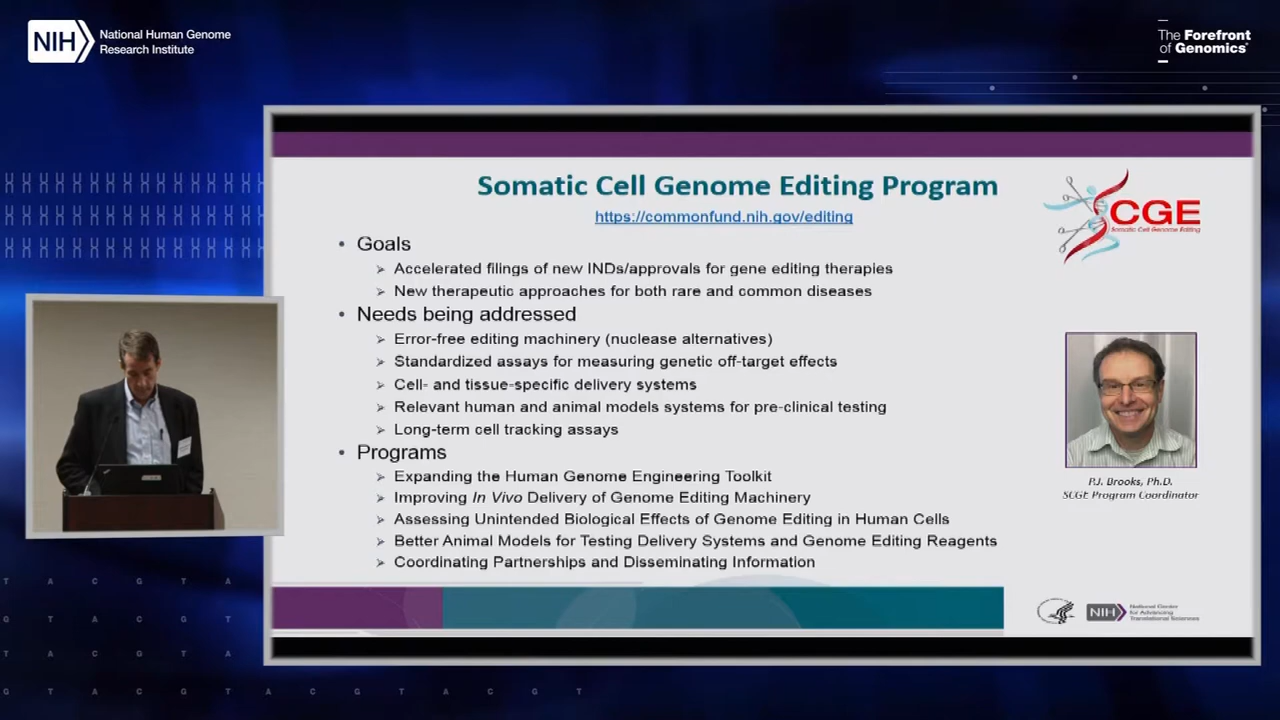 NIH
National Human Genome
Research Institute
The Forefront
of Genomics®
Somatic Cell Genome Editing Program
https://commonfund.nih.gov/editing
SCGE
Somatic Cell Genome Editing
• Goals
➢ Accelerated filings of new INDs/approvals for gene editing therapies
➢ New therapeutic approaches for both rare and common diseases
• Needs being addressed
➢ Error-free editing machinery (nuclease alternatives)
➢ Standardized assays for measuring genetic off-target effects
➢ Cell- and tissue-specific delivery systems
➢ Relevant human and animal models systems for pre-clinical testing
➢ Long-term cell tracking assays
• Programs
➢ Expanding the Human Genome Engineering Toolkit
➢ Improving In Vivo Delivery of Genome Editing Machinery
➢ Assessing Unintended Biological Effects of Genome Editing in Human Cells
➢ Better Animal Models for Testing Delivery Systems and Genome Editing Reagents
➢ Coordinating Partnerships and Disseminating Information
P.J. Brooks, Ph.D.
SCGE Program Coordinator
NIH
National Center
for Advancing
Translational Sciences
T A C G T A
G T A C G T
T A C G T A
G T A C G T A C G T A C G T